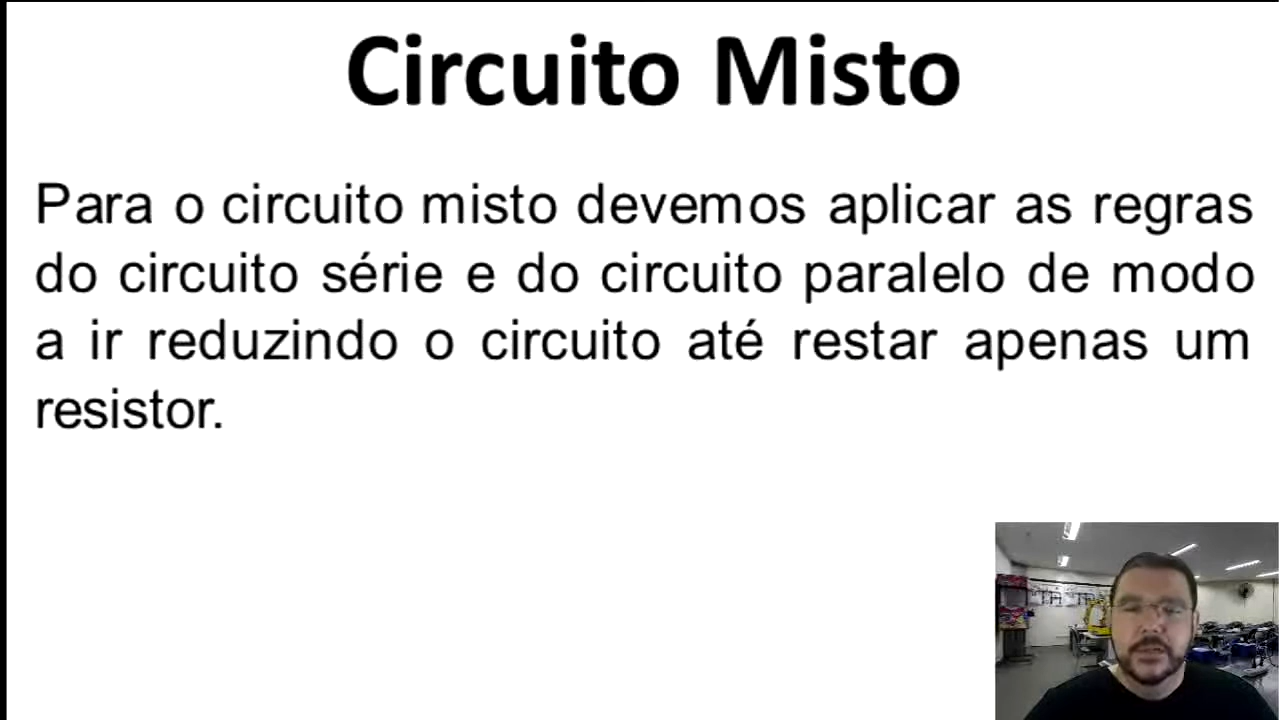 Circuito Misto
Para o circuito misto devemos aplicar as regras
do circuito série e do circuito paralelo de modo
a ir reduzindo o circuito até restar apenas um
resistor.